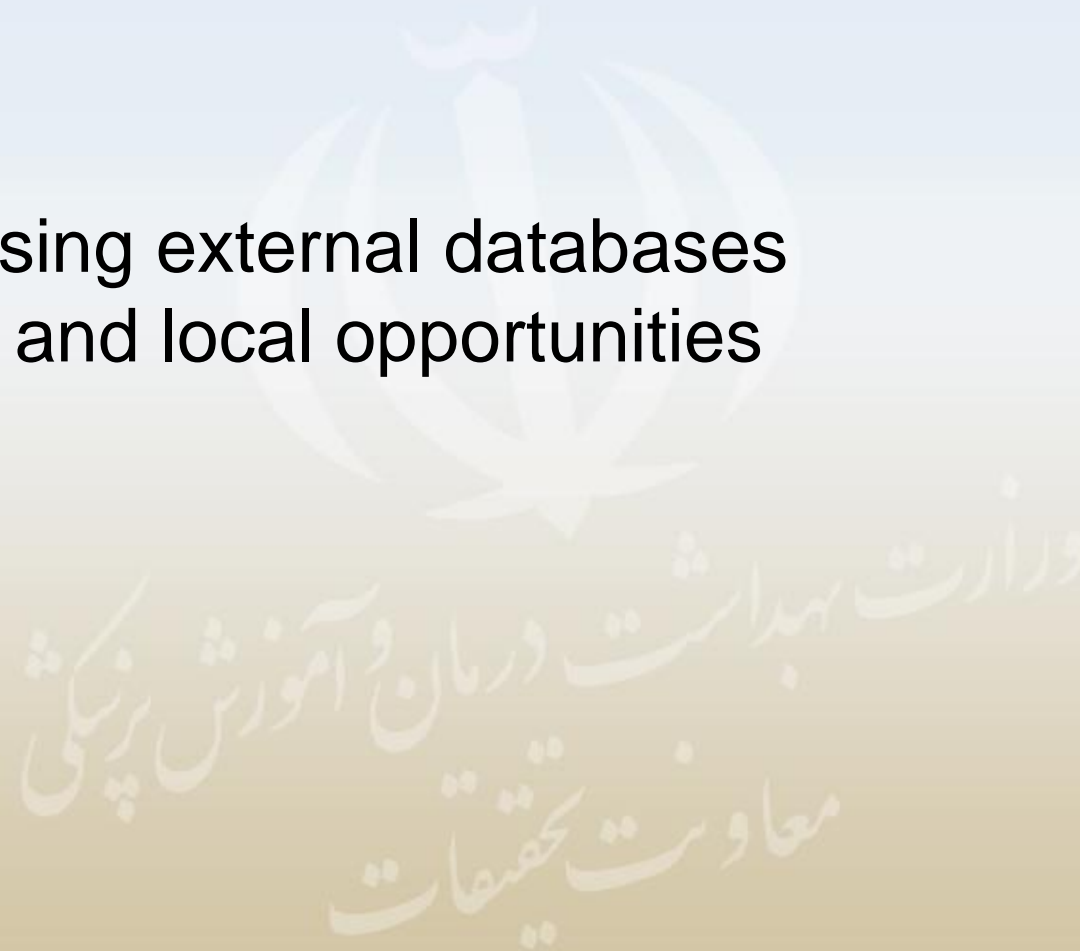 sing external databases
and local opportunities
وزارت بهداشت درمان و آموزش پزشکی
معاونت تحقیقات